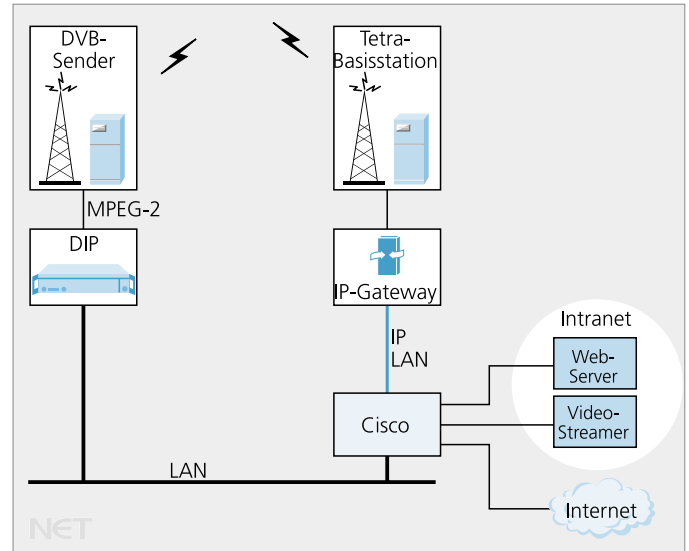 DVB-
Sender
Tetra-
Basisstation
MPEG-2
DIP
IP-Gateway
IP
LAN
Intranet
Web-
Server
Video-
Streamer
Cisco
LAN
Internet
NET